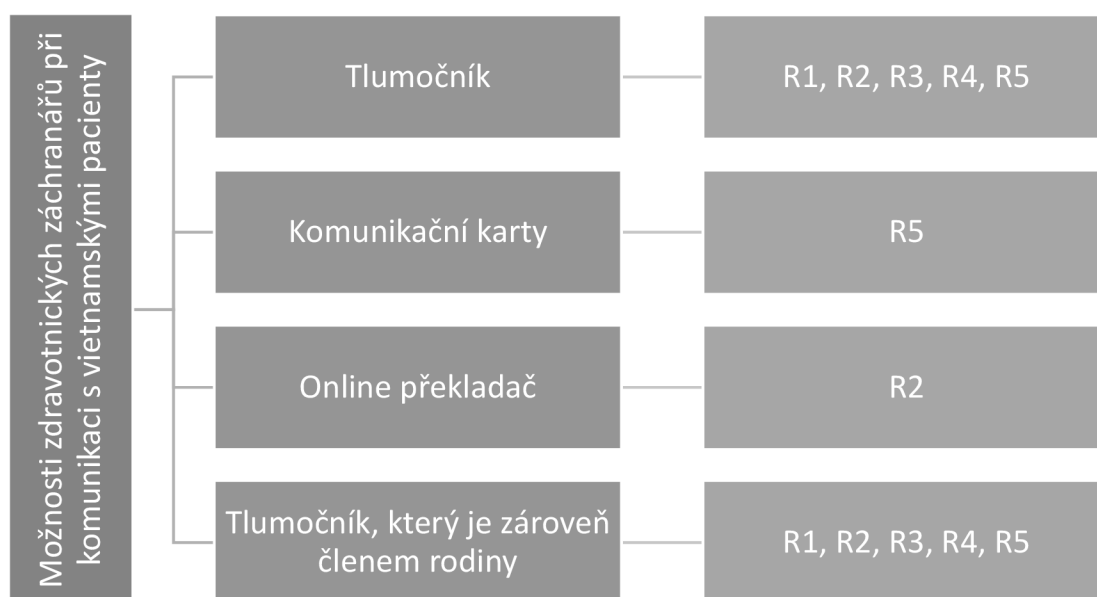 Možnosti zdravotnických záchranářů při
komunikaci s vietnamskými pacienty
Tlumočník
R1, R2, R3, R4, R5
Komunikační karty
R5
Online překladač
R2
Tlumočník, který je zároveň
členem rodiny
R1, R2, R3, R4, R5